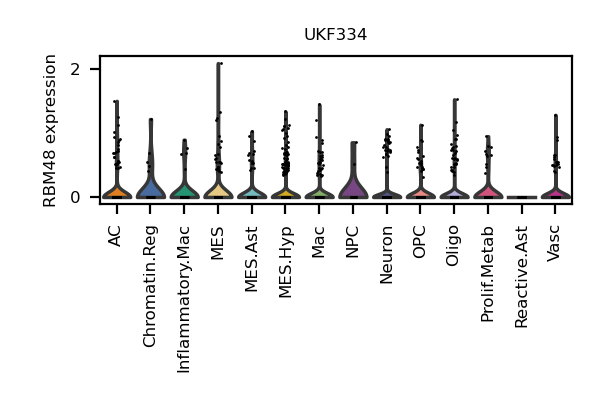 UKF334
RBM48 expression
2
0
AC
Chromatin.Reg
Inflammatory.Mac
MES
MES.Ast
MES.Hyp
Mac
NPC
Neuron
OPC
Oligo
Prolif.Metab
Reactive.Ast
Vasc